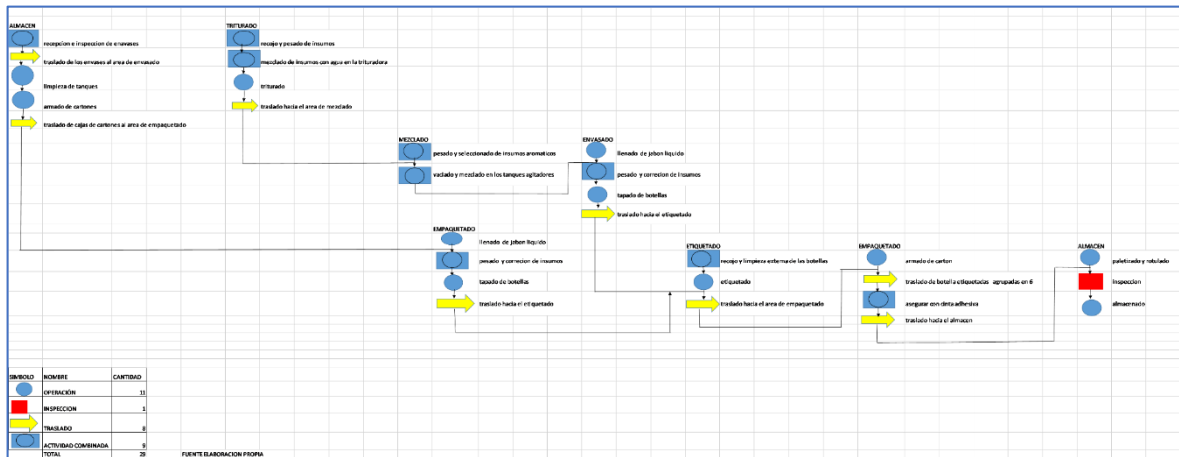 ALMACEN
recepcion e inspeccion de enavases
traslado de los envases al area de envasado
limpieza de tanques
armado de cartones
traslado de cajas de cartones al area de empaquetado
TRITURADO
recojo y pesado de insumos
mezclado de insumos con agua en la trituradora
triturado
traslado hacia el area de mezclado
MEZCLADO
pesado y seleccionado de insumos aromaticos
vaciado y mezclado en los tanques agitadores
ENVASADO
llenado de jabon liquido
pesado y correcion de insumos
tapado de botellas
traslado hacia el etiquetado
EMPAQUETADO
llenado de jabon liquido
pesado y correcion de insumos
tapado de botellas
traslado hacia el etiquetado
ETIQUETADO
recojo y limpieza externa de las botellas
etiquetado
traslado hacia el area de empaquetado
EMPAQUETADO
armado de carton
traslado de botella etiquetadas agrupadas en 6
asegurar con cinta adhesiva
traslado hacia el almacen
ALMACEN
paletizado y rotulado
inspeccion
almacenado
SIMBOLO NOMBRE CANTIDAD
OPERACIÓN 11
INSPECCION 1
TRASLADO 8
ACTIVIDAD COMBINADA 9
TOTAL 29
FUENTE ELABORACION PROPIA